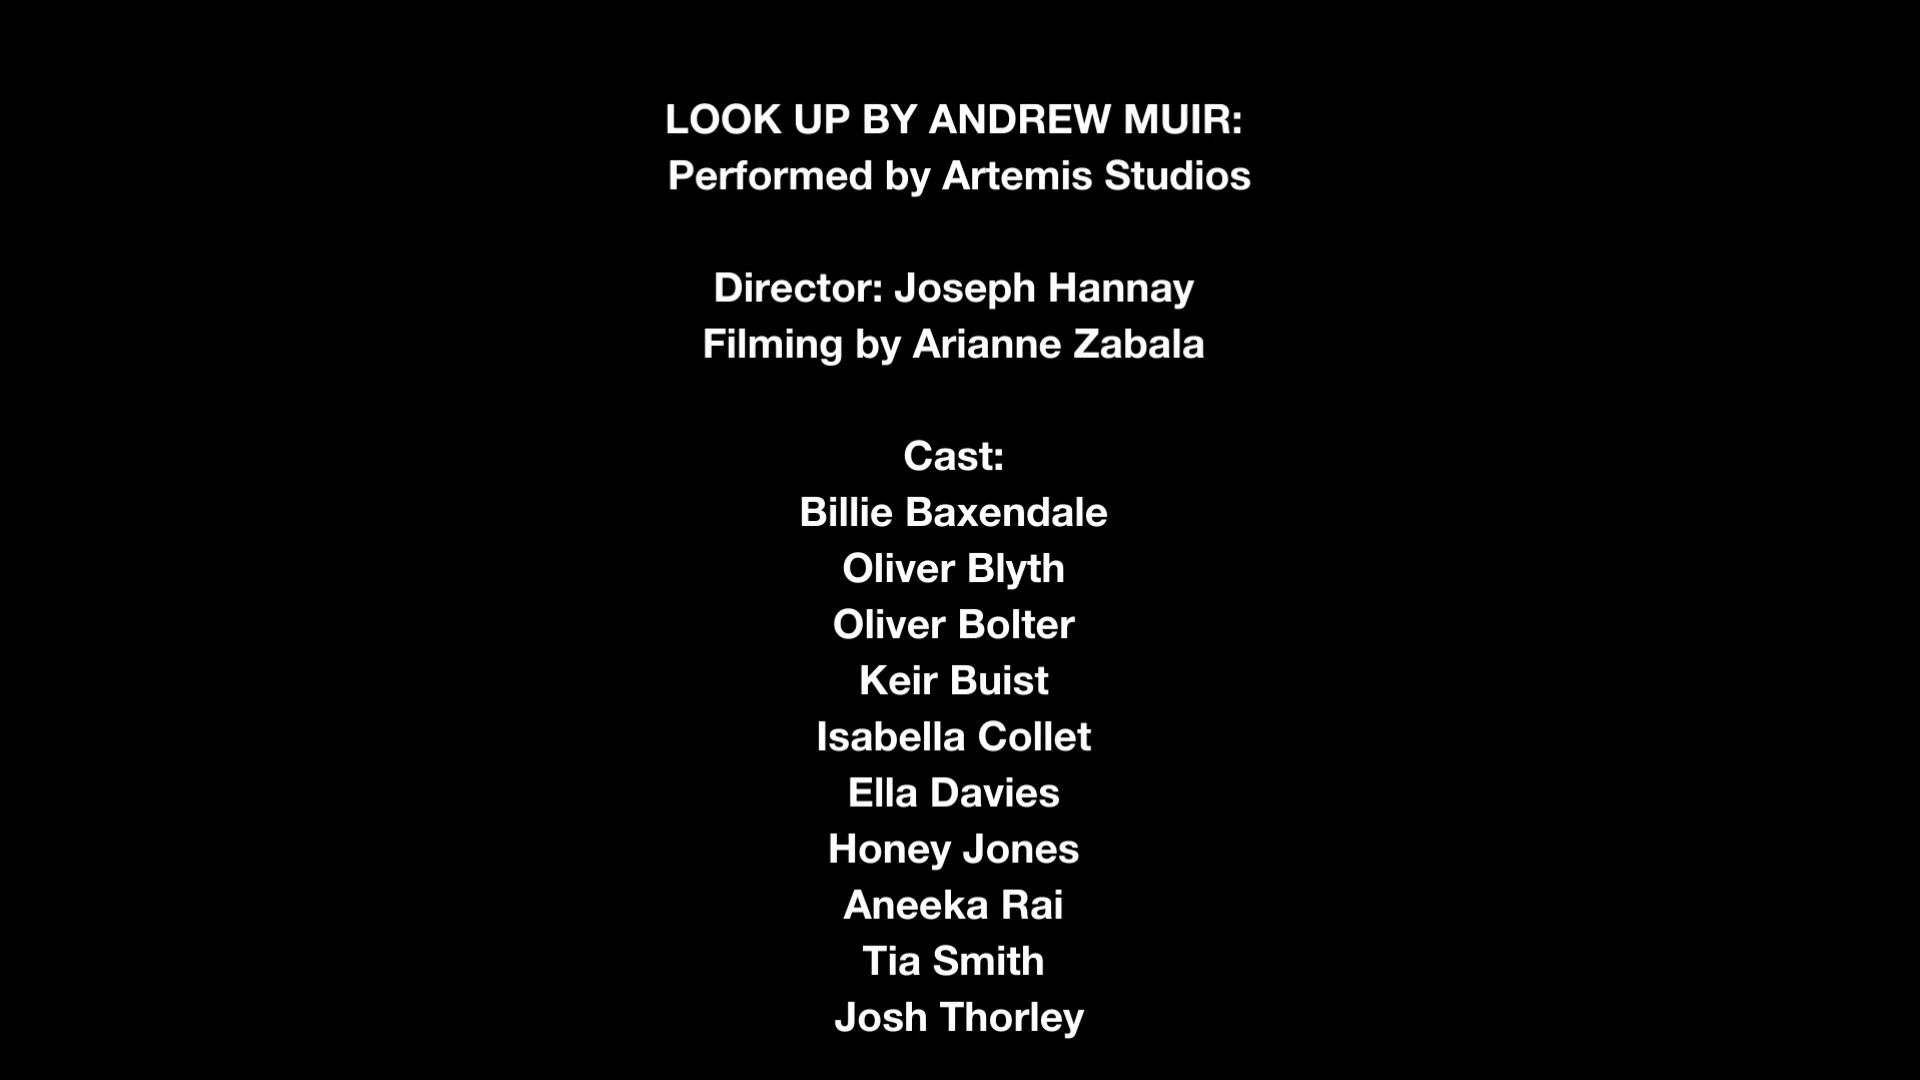 LOOK UP BY ANDREW MUIR:
Performed by Artemis Studios
Director: Joseph Hannay
Filming by Arianne Zabala
Cast:
Billie Baxendale
Oliver Blyth
Oliver Bolter
Keir Buist
Isabella Collet
Ella Davies
Honey Jones
Aneeka Rai
Tia Smith
Josh Thorley